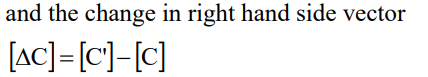 and the change in right hand side vector
[ΔC]=[C']−[C]